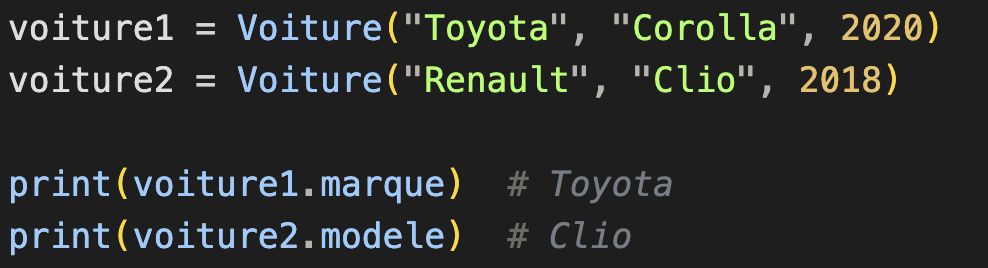 voiture1 = Voiture("Toyota", "Corolla", 2020)
voiture2 = Voiture("Renault", "Clio", 2018)
print(voiture1.marque)  # Toyota
print(voiture2.modele)  # Clio